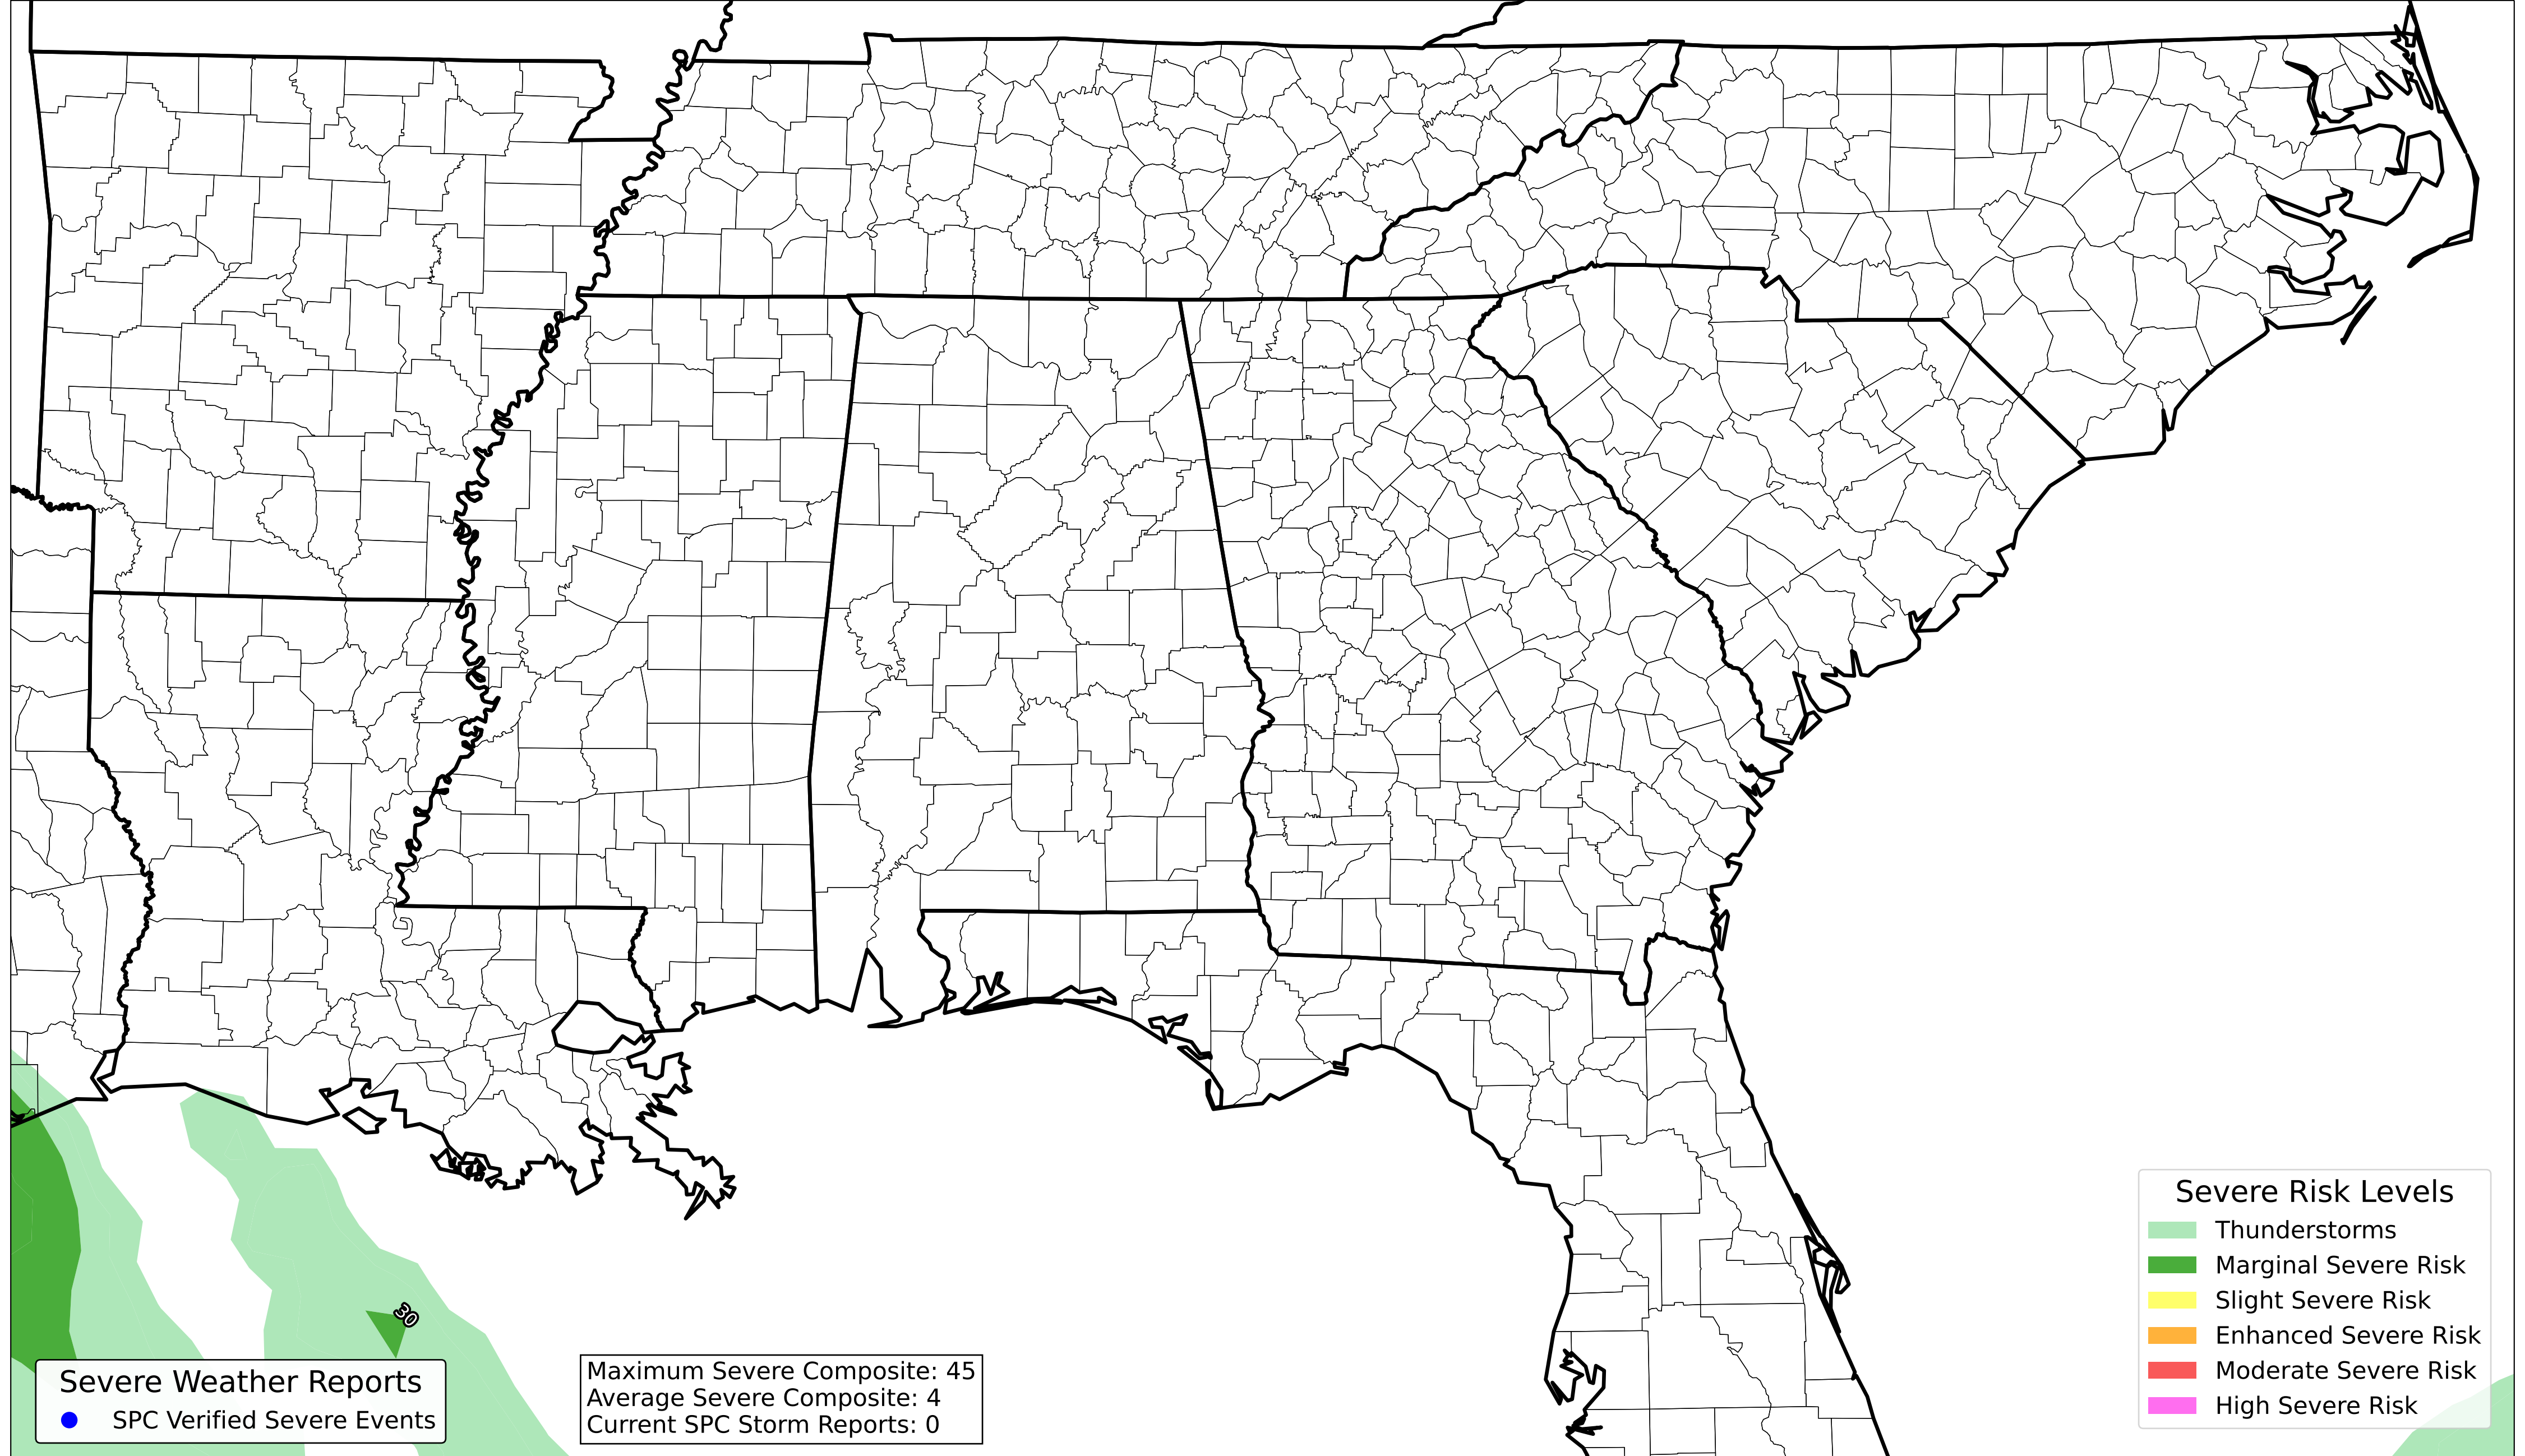 30
Severe Weather Reports
SPC Verified Severe Events
Maximum Severe Composite: 45
Average Severe Composite: 4
Current SPC Storm Reports: 0
Severe Risk Levels
Thunderstorms
Marginal Severe Risk
Slight Severe Risk
Enhanced Severe Risk
Moderate Severe Risk
High Severe Risk